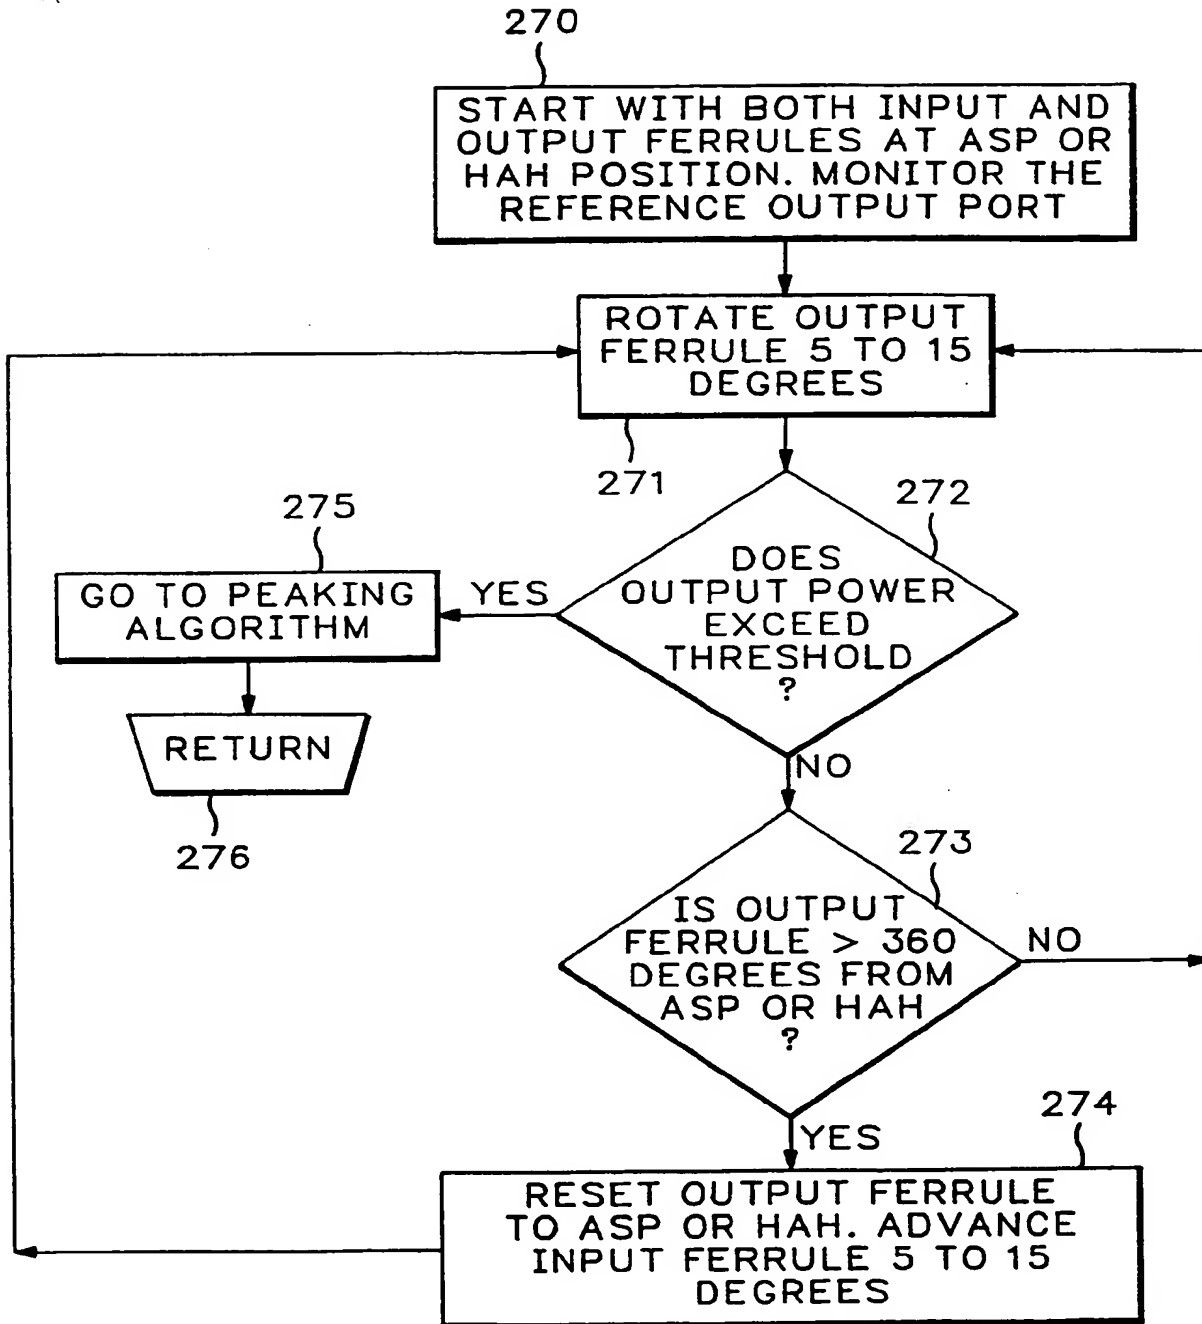 270
START WITH BOTH INPUT AND
OUTPUT FERRULES AT ASP OR
HAH POSITION. MONITOR THE
REFERENCE OUTPUT PORT
ROTATE OUTPUT
FERRULE 5 TO 15
DEGREES
271
272
DOES
OUTPUT POWER
EXCEED
THRESHOLD
?
YES
275
GO TO PEAKING
ALGORITHM
RETURN
276
NO
273
IS OUTPUT
FERRULE > 360
DEGREES FROM
ASP OR HAH
?
NO
YES
274
RESET OUTPUT FERRULE
TO ASP OR HAH. ADVANCE
INPUT FERRULE 5 TO 15
DEGREES